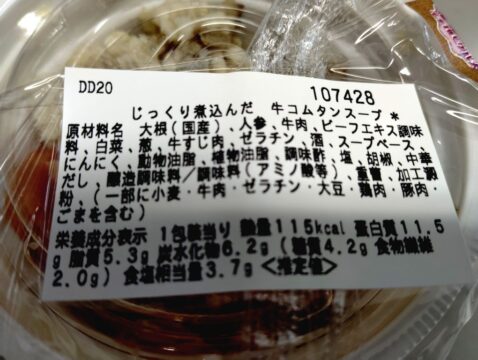 DD20
107428
じっくり煮込んだ 牛コムタンスープ*
原材料名 大根(国産)、人参、牛肉、ビーフエキス調味
料、白菜、葱、牛すじ肉、ゼラチン、酒、スープベース、
にんにく、動物油脂、植物油脂、調味酢、塩、胡椒、中華
だし、醸造調味料/調味料(アミノ酸等)、重曹、加工澱
粉、(一部に小麦・牛肉・ゼラチン・大豆・鶏肉・豚肉・
ごまを含む)
栄養成分表示 1包装当り 熱量115kcal 蛋白質11.5
g 脂質5.3g 炭水化物6.2g(糖質4.2g 食物繊維
2.0g) 食塩相当量3.7g <推定値>